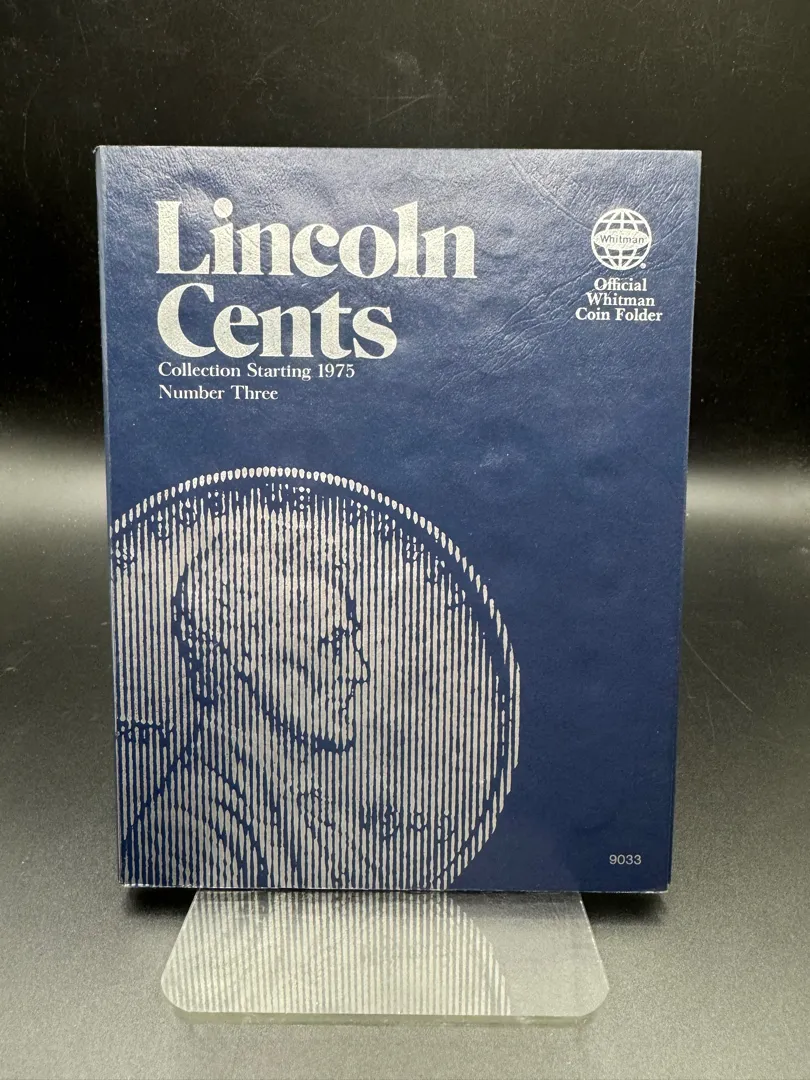 Lincoln
Cents
Collection Starting 1975
Number Three
Whitman
Official
Whitman
Coin Folder
9033